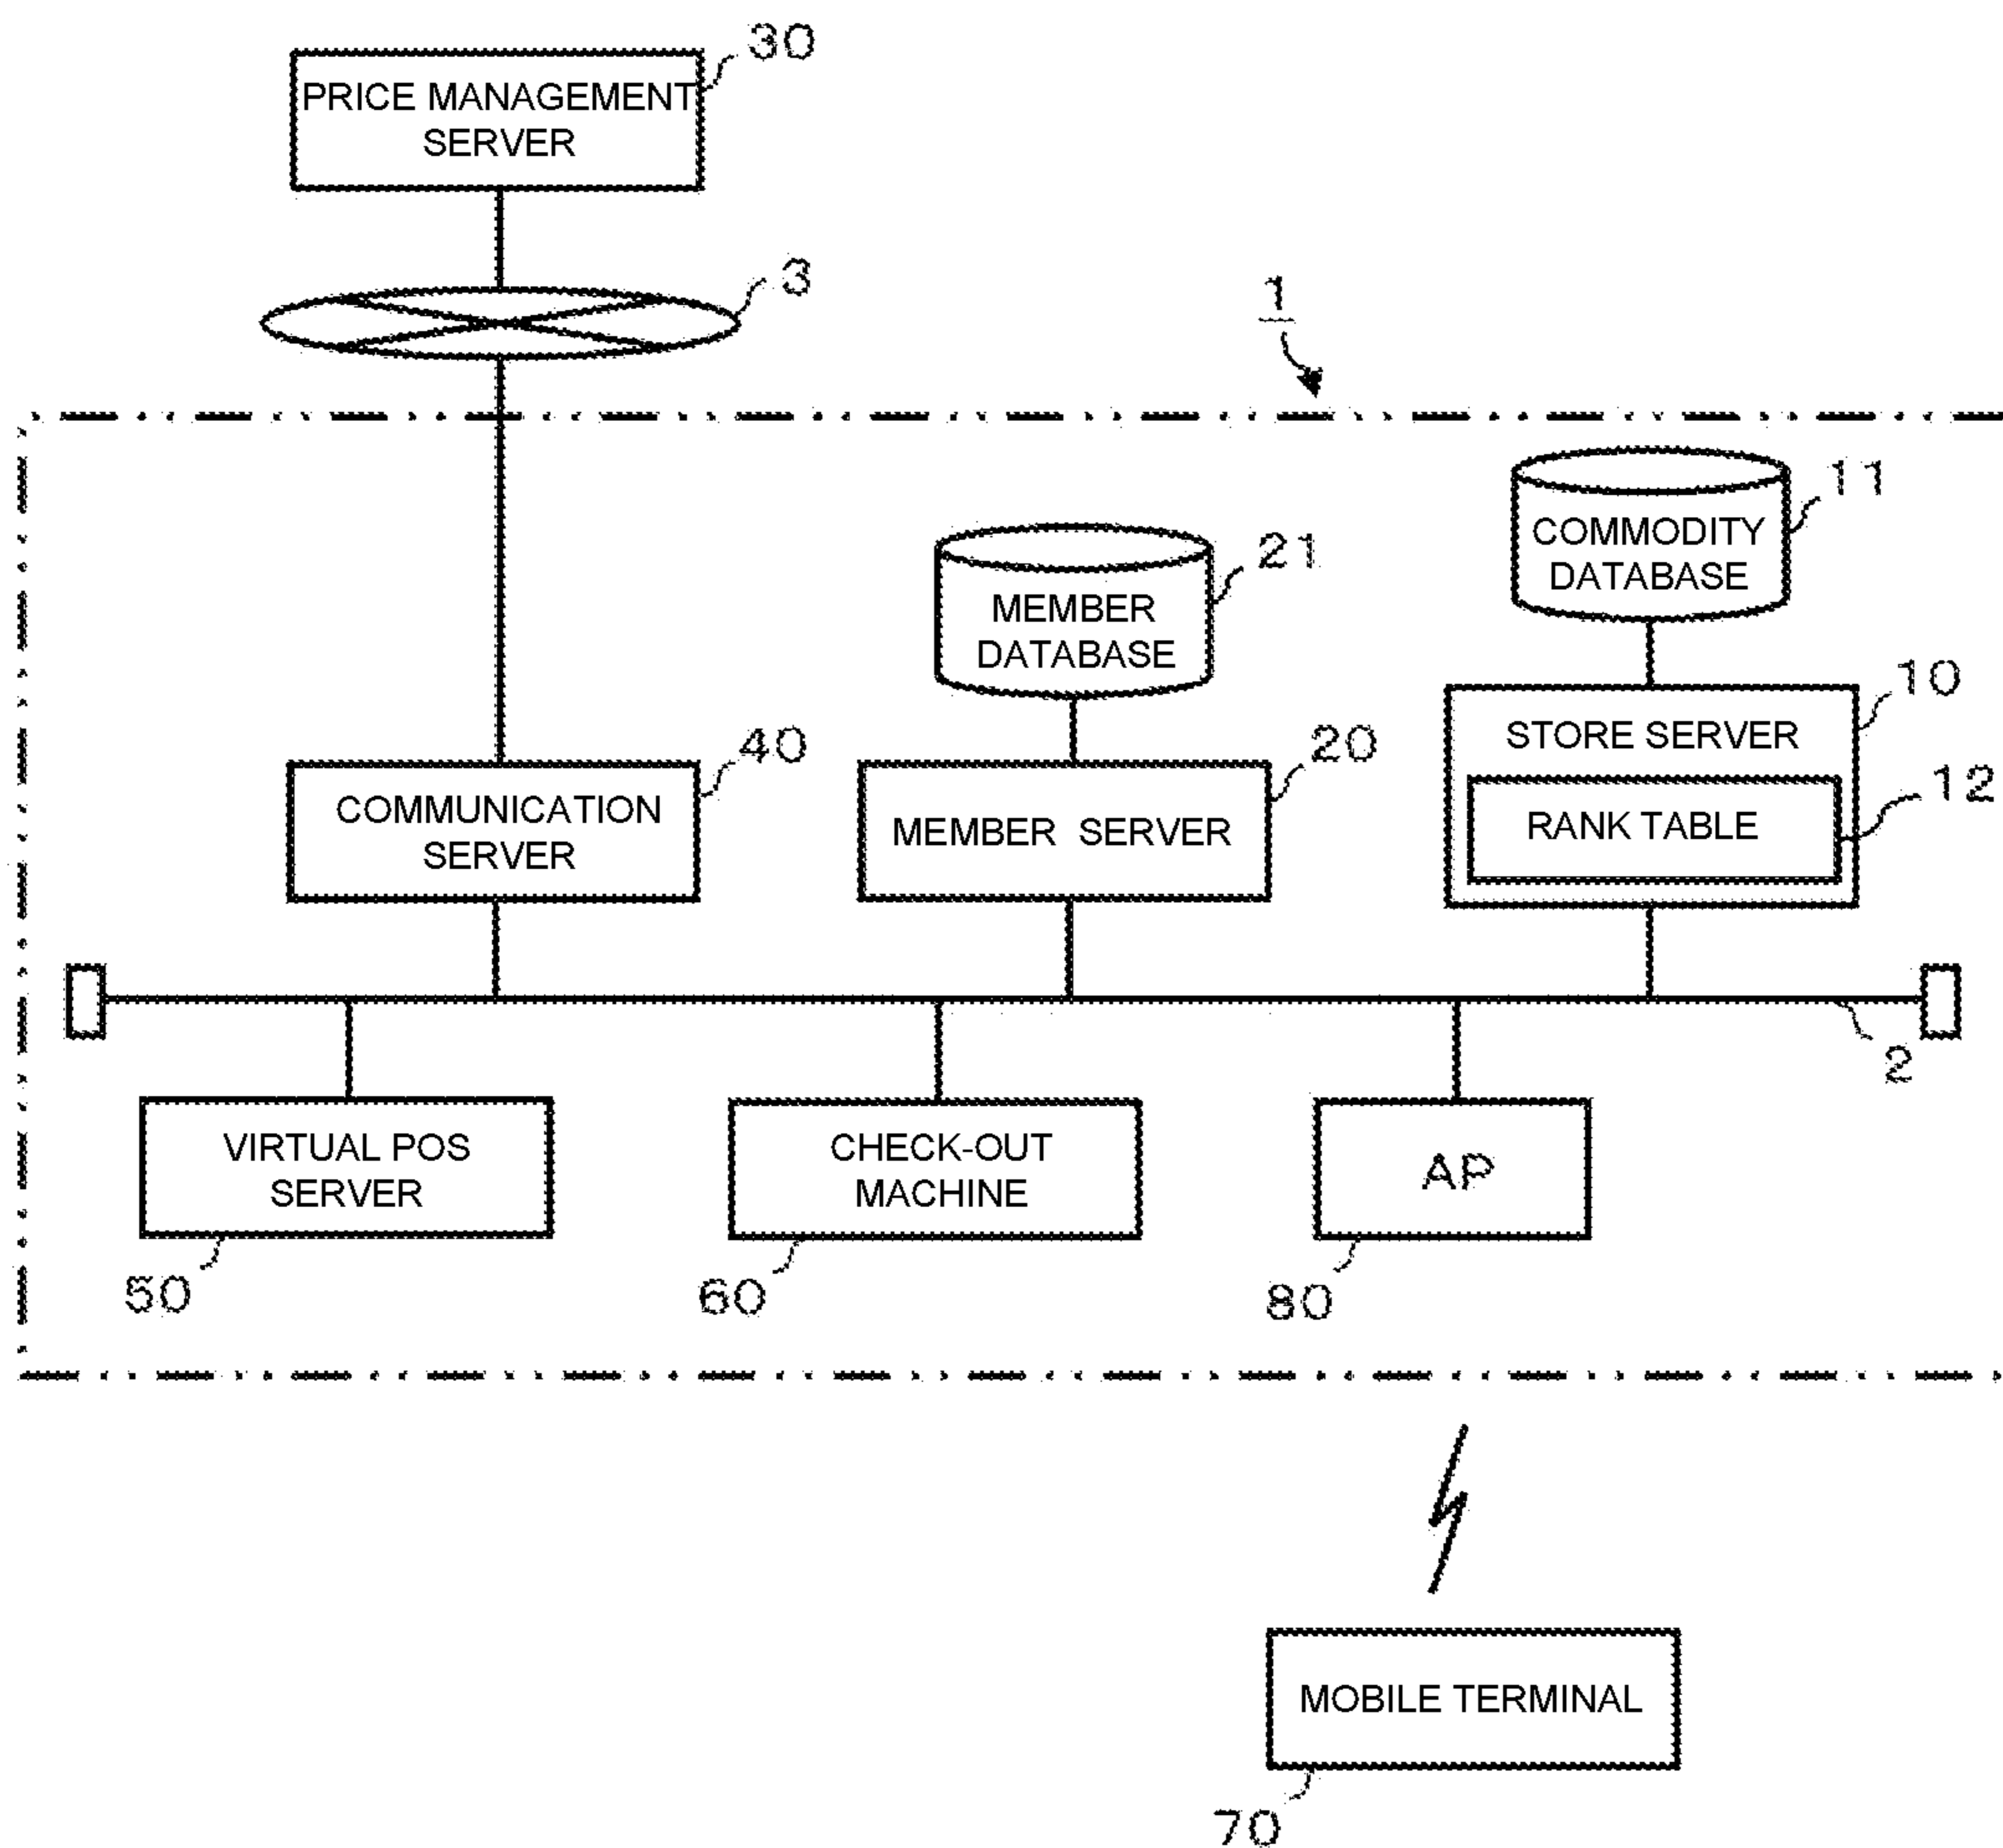 30
PRICE MANAGEMENT
SERVER
3
1
11
COMMODITY
DATABASE
21
MEMBER
DATABASE
10
STORE SERVER
40
20
12
COMMUNICATION
SERVER
MEMBER SERVER
RANK TABLE
2
VIRTUAL POS
SERVER
CHECK-OUT
MACHINE
AP
50
60
80
MOBILE TERMINAL
70